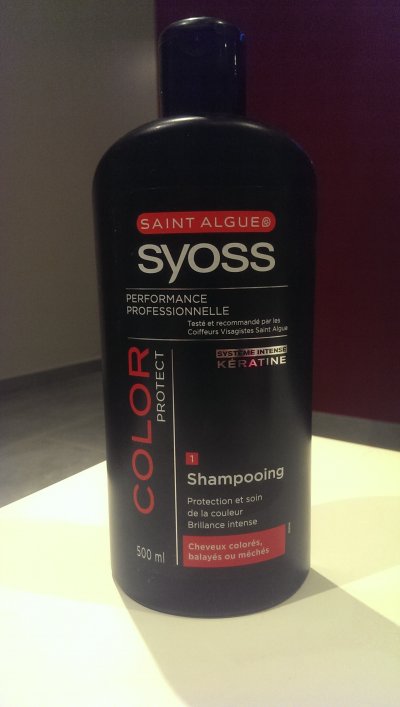 SAINT ALGUE
syoss
PERFORMANCE
PROFESSIONNELLE
Testé et recommandé par les
Coiffeurs Visagistes Saint Algue
COLOR
PROTECT
SYSTÈME INTENSE
KÉRATINE
1
Shampooing
Protection et soin
de la couleur
Brillance intense
Cheveux colorés,
balayés ou méchés
500 ml